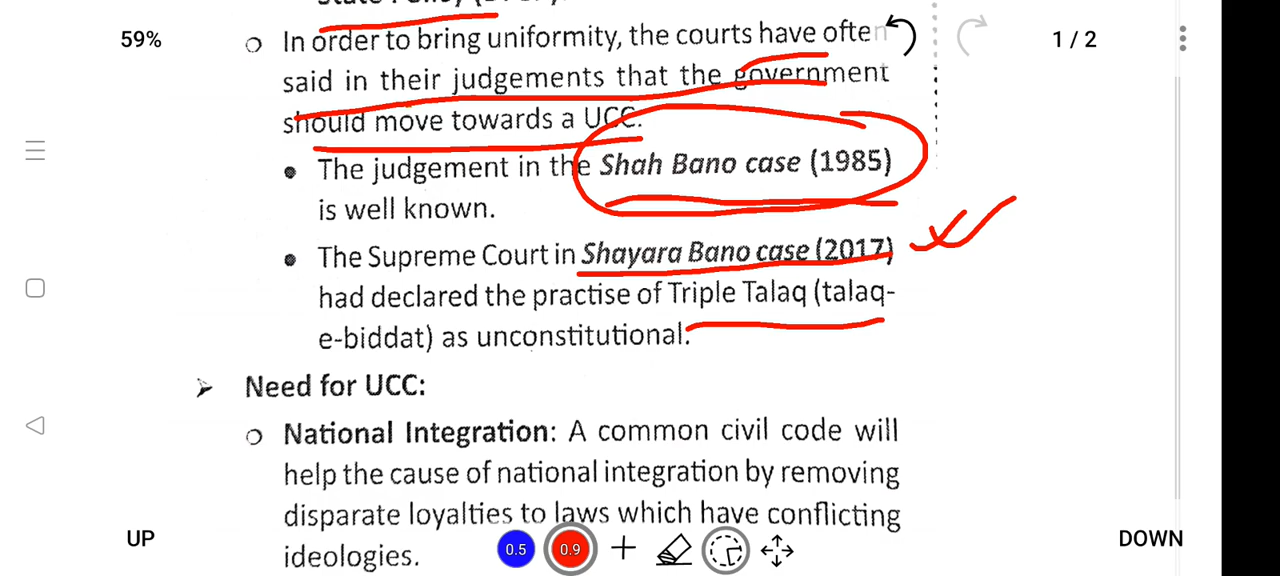 59%
In order to bring uniformity, the courts have often
1 / 2
said in their judgements that the government
should move towards a UCC.
The judgement in the Shah Bano case (1985)
is well known.
The Supreme Court in Shayara Bano case (2017)
had declared the practise of Triple Talaq (talaq-
e-biddat) as unconstitutional.
Need for UCC:
National Integration: A common civil code will
help the cause of national integration by removing
disparate loyalties to laws which have conflicting
ideologies.
UP
0.5
0.9
DOWN